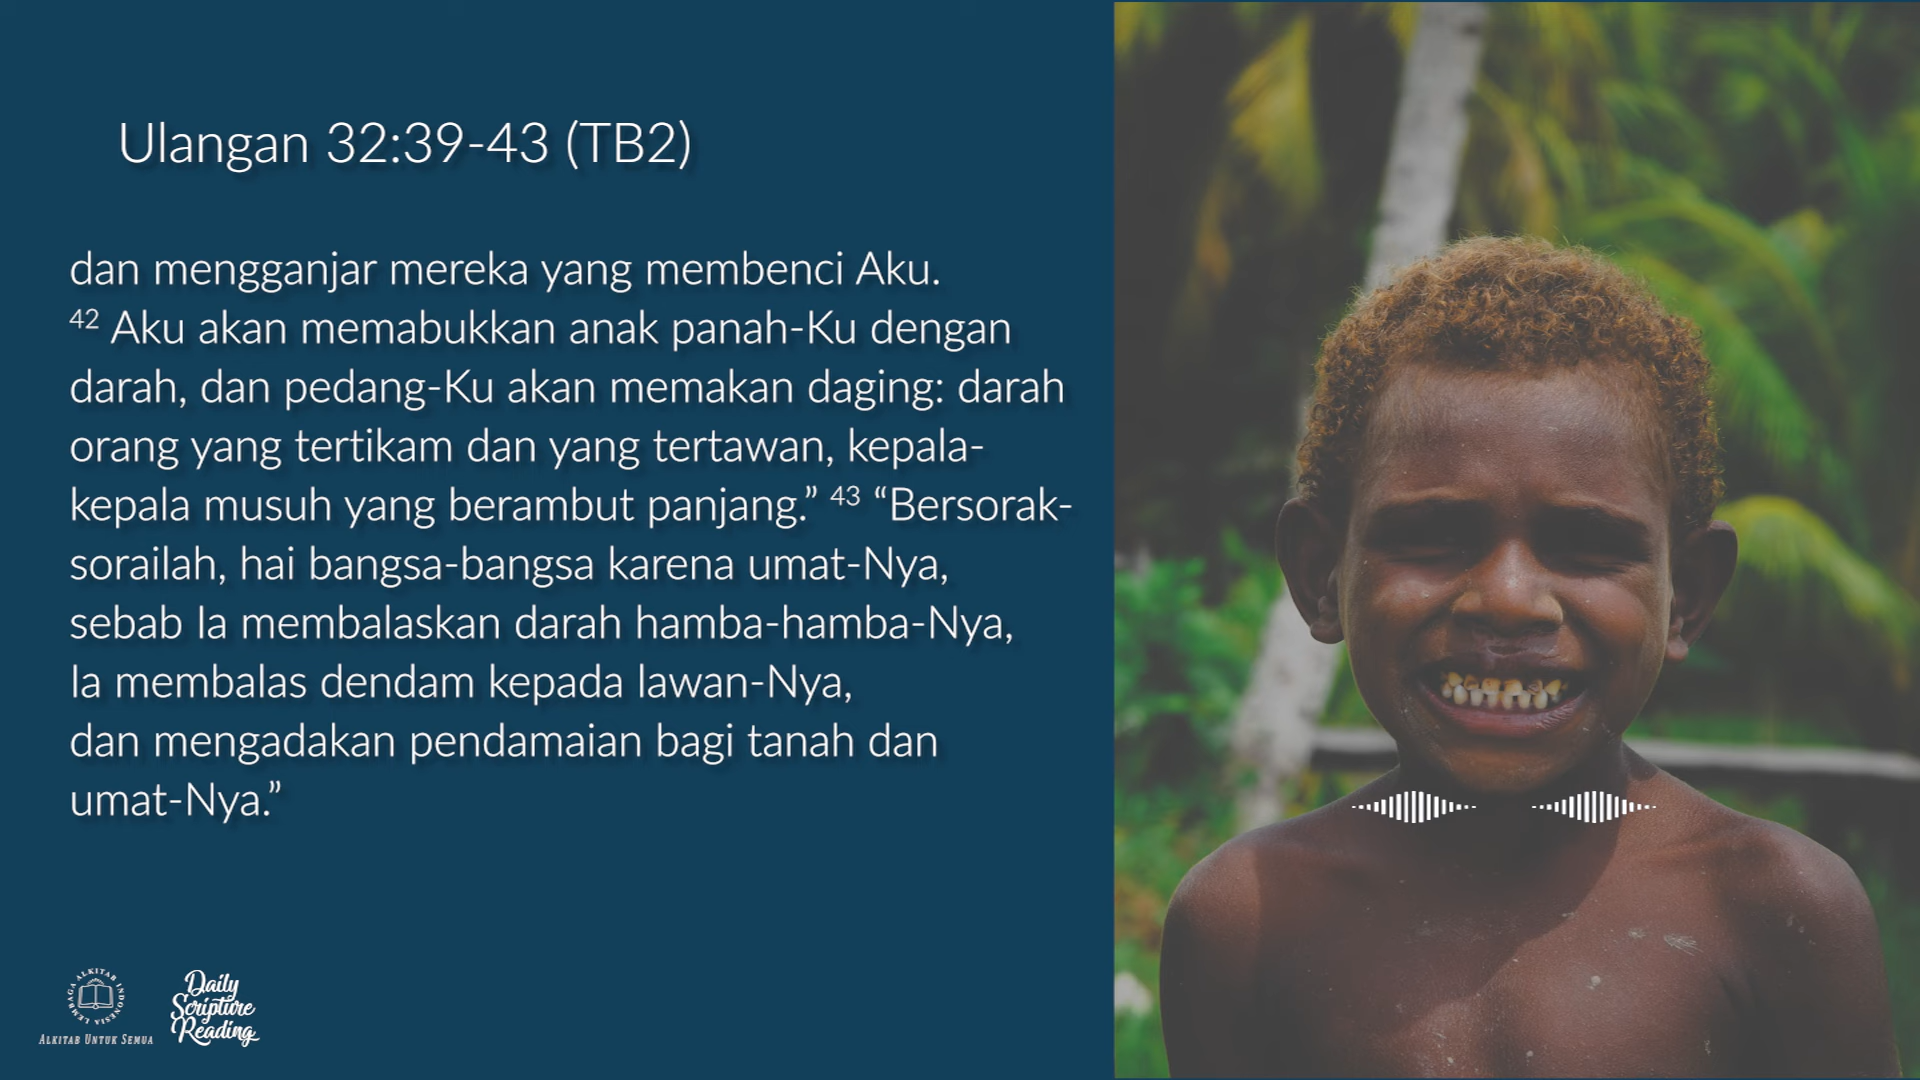 Ulangan 32:39-43 (TB2)
dan mengganjar mereka yang membenci Aku.
42 Aku akan memabukkan anak panah-Ku dengan
darah, dan pedang-Ku akan memakan daging: darah
orang yang tertikam dan yang tertawan, kepala-
kepala musuh yang berambut panjang.” 43 “Bersorak-
sorailah, hai bangsa-bangsa karena umat-Nya,
sebab Ia membalaskan darah hamba-hamba-Nya,
Ia membalas dendam kepada lawan-Nya,
dan mengadakan pendamaian bagi tanah dan
umat-Nya.”
LEMBAGA ALKITAB INDONESIA
ALKITAB UNTUK SEMUA
Daily
Scripture
Reading